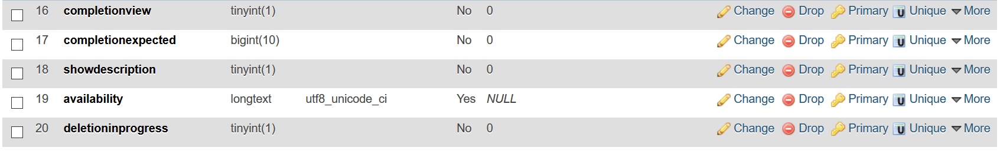 16 completionview tinyint(1) No 0 Change Drop Primary Unique More
17 completionexpected bigint(10) No 0 Change Drop Primary Unique More
18 showdescription tinyint(1) No 0 Change Drop Primary Unique More
19 availability longtext utf8_unicode_ci Yes NULL Change Drop Primary Unique More
20 deletioninprogress tinyint(1) No 0 Change Drop Primary Unique More